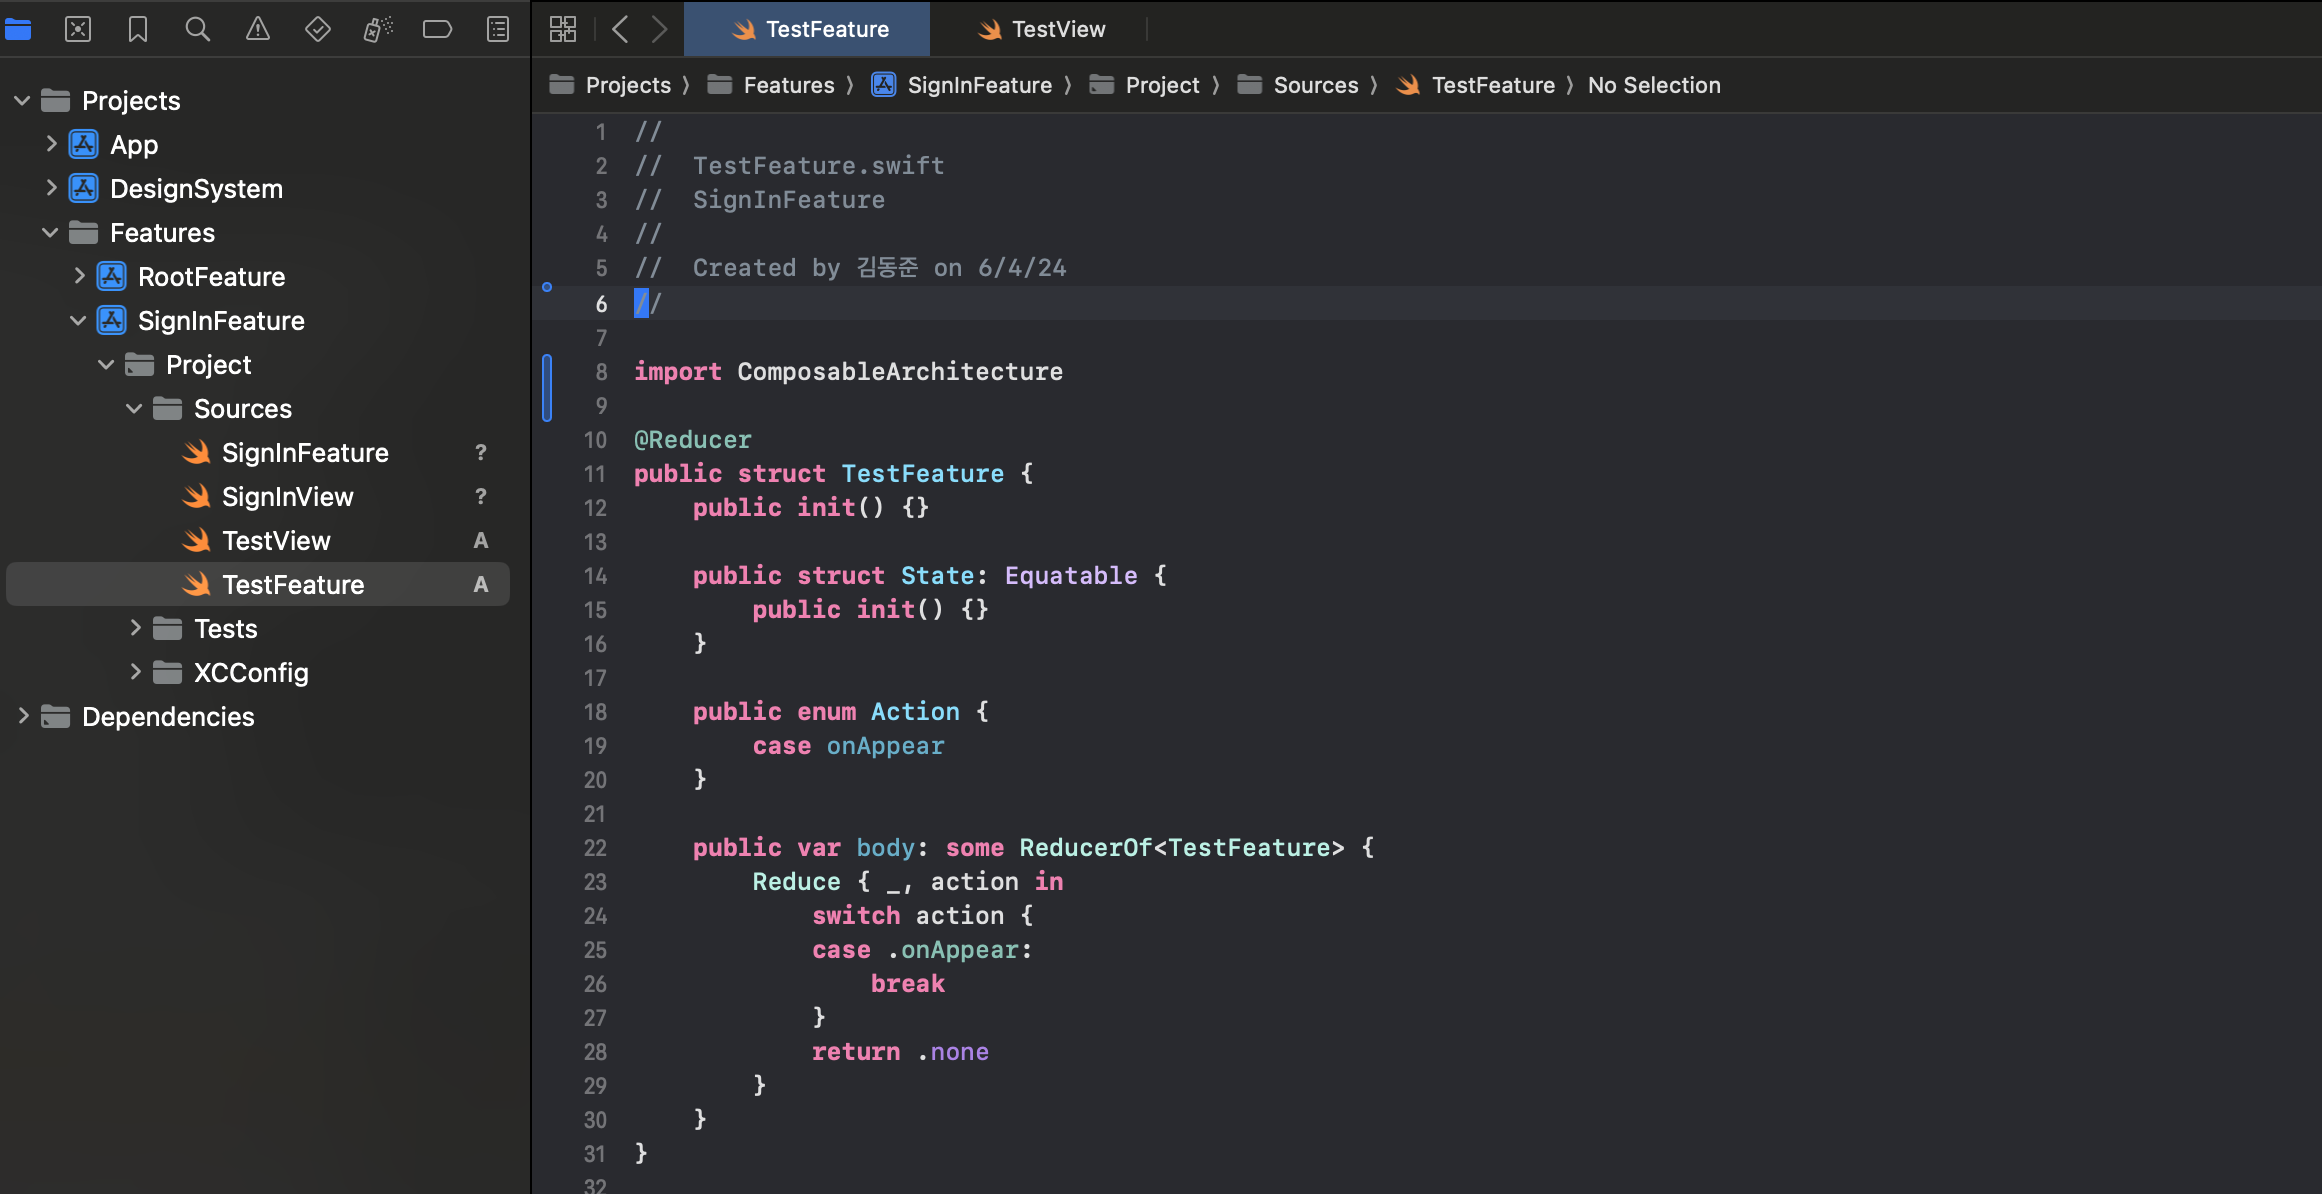 TestFeature
TestView
Projects 〉 Features 〉 SignInFeature 〉 Project 〉 Sources 〉 TestFeature 〉 No Selection
Projects
App
DesignSystem
Features
RootFeature
SignInFeature
Project
Sources
SignInFeature ?
SignInView ?
TestView A
TestFeature A
Tests
XCConfig
Dependencies
1 //
2 //  TestFeature.swift
3 //  SignInFeature
4 //
5 //  Created by 김동준 on 6/4/24
6 //
7
8 import ComposableArchitecture
9
10 @Reducer
11 public struct TestFeature {
12     public init() {}
13
14     public struct State: Equatable {
15         public init() {}
16     }
17
18     public enum Action {
19         case onAppear
20     }
21
22     public var body: some ReducerOf<TestFeature> {
23         Reduce { _, action in
24             switch action {
25             case .onAppear:
26                 break
27             }
28             return .none
29         }
30     }
31 }
32